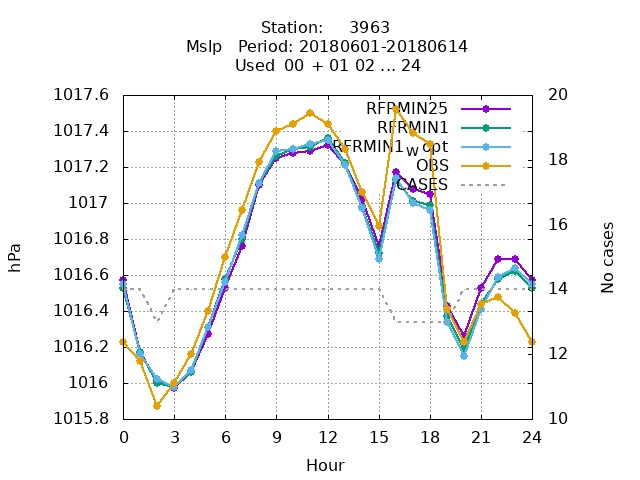 Station: 3963
Mslp Period: 20180601-20180614
Used 00 + 01 02 ... 24
1017.6
1017.4
1017.2
1017
1016.8
1016.6
1016.4
1016.2
1016
1015.8
hPa
RFRMIN25
RFRMIN1
RFRMIN1_W opt
OBS
CASES
20
18
16
14
12
10
No cases
0 3 6 9 12 15 18 21 24
Hour